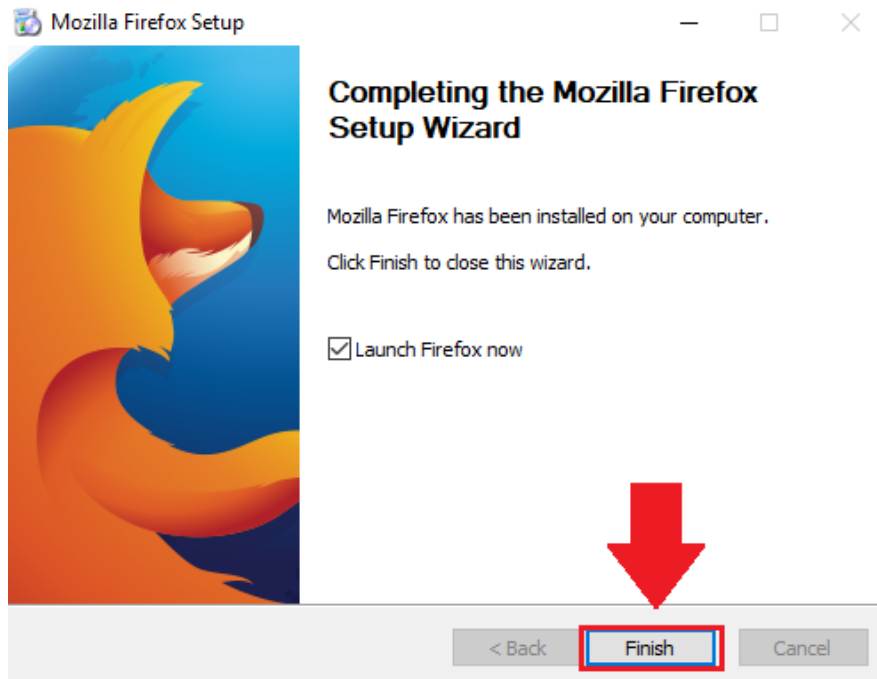 Mozilla Firefox Setup
Completing the Mozilla Firefox
Setup Wizard
Mozilla Firefox has been installed on your computer.
Click Finish to close this wizard.
Launch Firefox now
< Back Finish Cancel